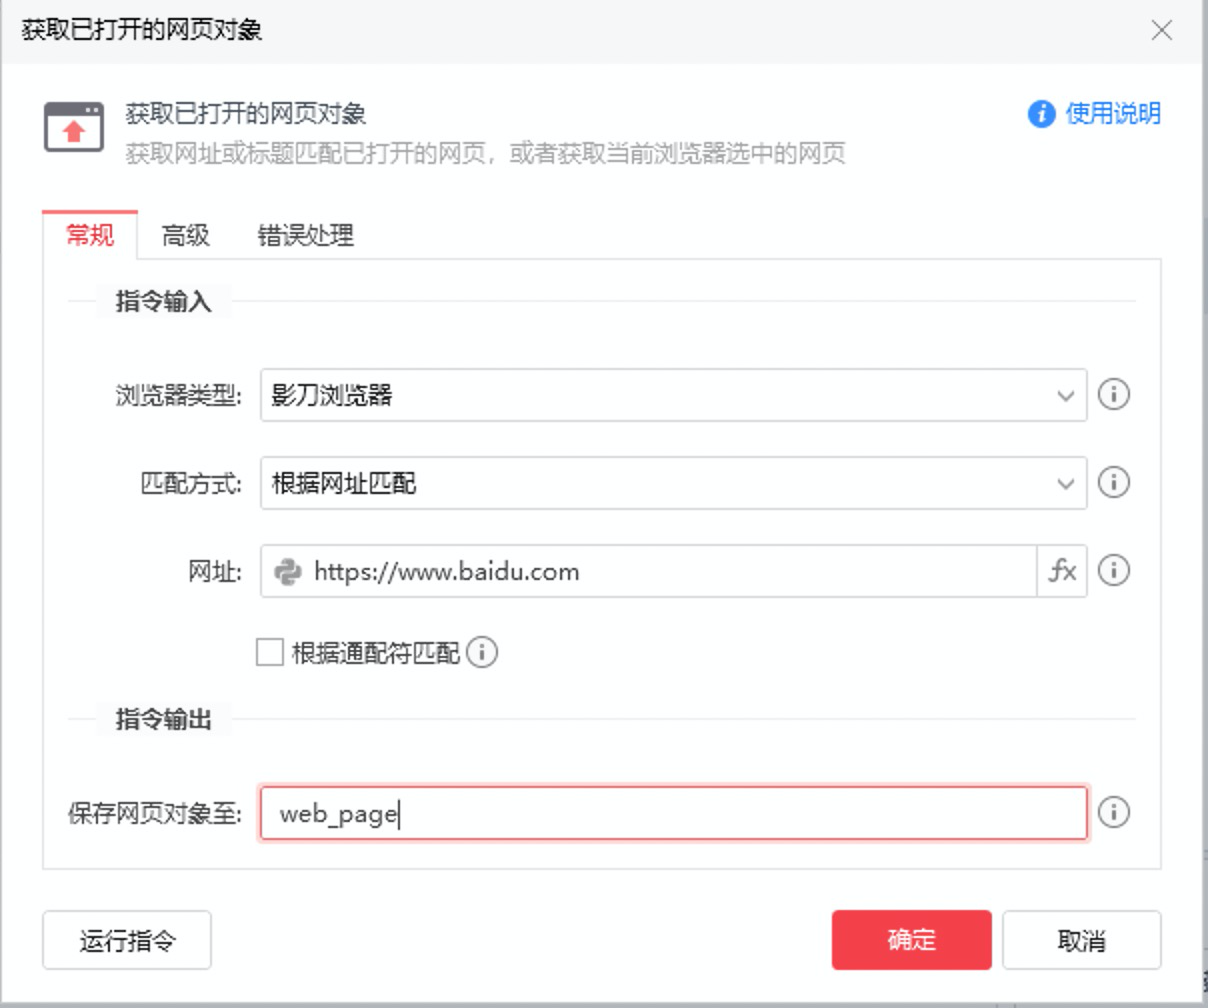 获取已打开的网页对象
获取已打开的网页对象
使用说明
获取网址或标题匹配已打开的网页，或者获取当前浏览器选中的网页
常规 高级 错误处理
指令输入
浏览器类型: 影刀浏览器
匹配方式: 根据网址匹配
网址: https://www.baidu.com fx
根据通配符匹配
指令输出
保存网页对象至: web_page
运行指令 确定 取消